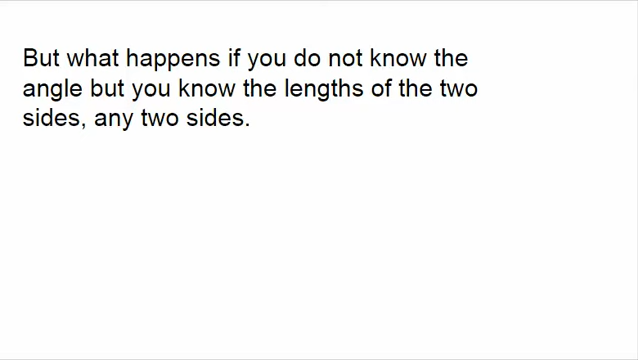 But what happens if you do not know the
angle but you know the lengths of the two
sides, any two sides.